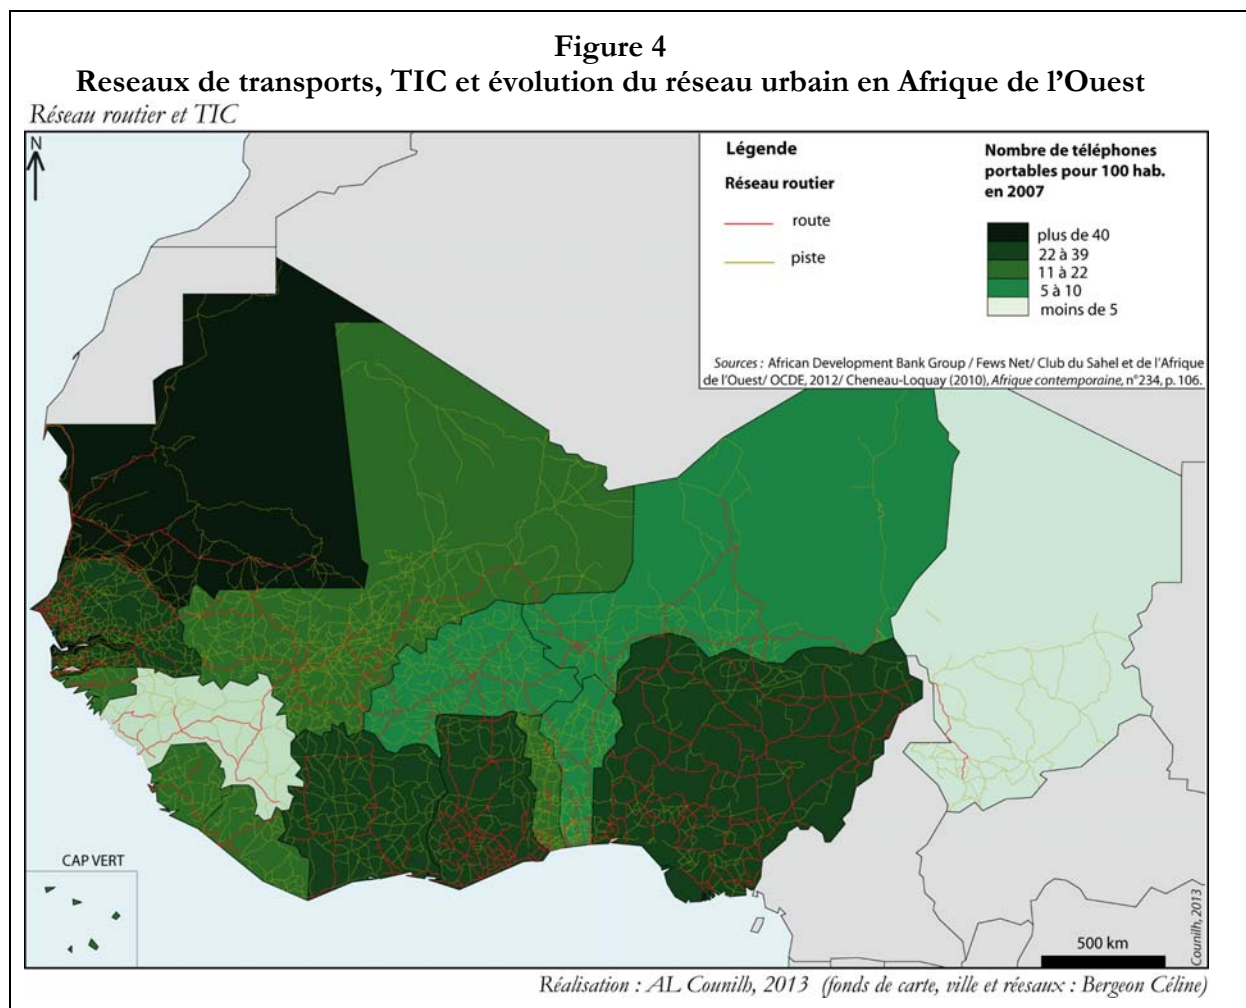 Figure 4
Reseaux de transports, TIC et évolution du réseau urbain en Afrique de l'Ouest
Réseau routier et TIC
N
Légende
Réseau routier
route
piste
Nombre de téléphones
portables pour 100 hab.
en 2007
plus de 40
22 à 39
11 à 22
5 à 10
moins de 5
Sources : African Development Bank Group / Fews Net/ Club du Sahel et de l'Afrique
de l'Ouest/ OCDE, 2012/ Cheneau-Loquay (2010), Afrique contemporaine, n°234, p. 106.
CAP VERT
500 km
Counilh, 2013
Réalisation : AL Counilh, 2013 (fonds de carte, ville et réesaux : Bergeon Céline)